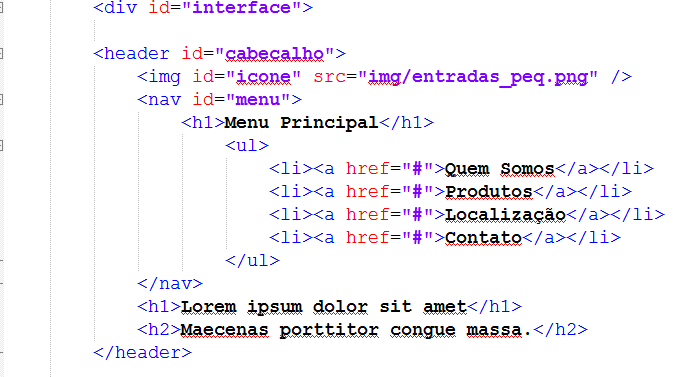 <div id="interface">
<header id="cabecalho">
<img id="icone" src="img/entradas_peq.png" />
<nav id="menu">
<h1>Menu Principal</h1>
<ul>
<li><a href="#">Quem Somos</a></li>
<li><a href="#">Produtos</a></li>
<li><a href="#">Localização</a></li>
<li><a href="#">Contato</a></li>
</ul>
</nav>
<h1>Lorem ipsum dolor sit amet</h1>
<h2>Maecenas porttitor congue massa.</h2>
</header>